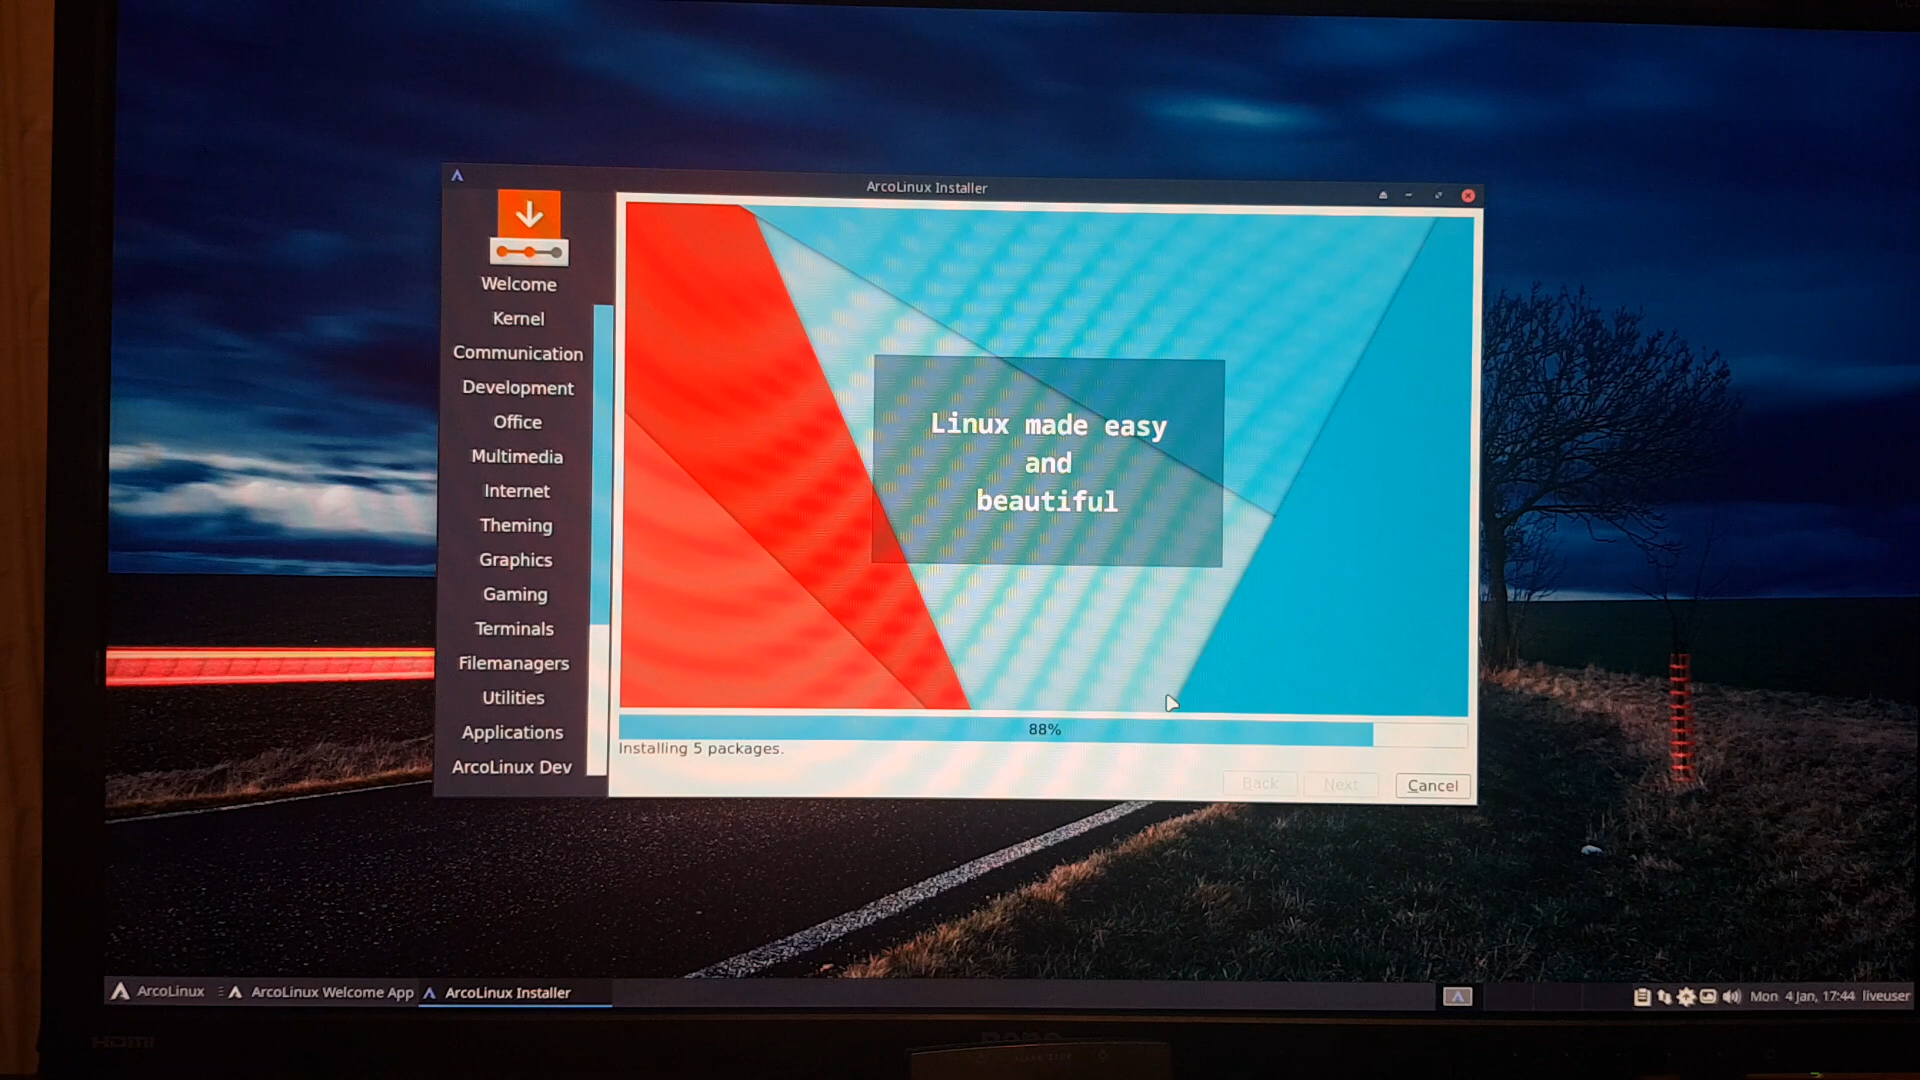 ArcoLinux Installer
Welcome
Kernel
Communication
Development
Office
Multimedia
Internet
Theming
Graphics
Gaming
Terminals
Filemanagers
Utilities
Applications
ArcoLinux Dev
Linux made easy
and
beautiful
88%
Installing 5 packages.
Back
Next
Cancel
ArcoLinux
ArcoLinux Welcome App
ArcoLinux Installer
Mon 4 Jan, 17:44
liveuser
HDMI